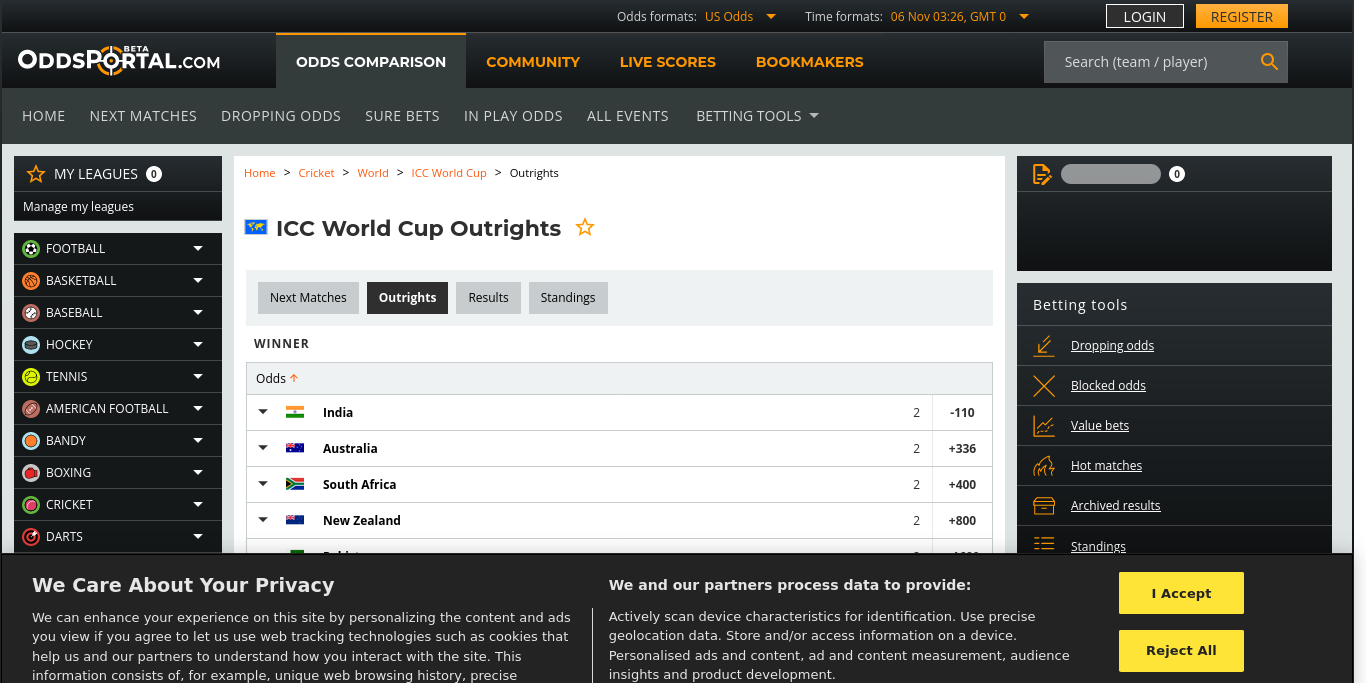 Odds formats: US Odds Time formats: 06 Nov 03:26, GMT 0 LOGIN REGISTER
ODDSPORTAL.COM BETA ODDS COMPARISON COMMUNITY LIVE SCORES BOOKMAKERS Search (team / player)
HOME NEXT MATCHES DROPPING ODDS SURE BETS IN PLAY ODDS ALL EVENTS BETTING TOOLS
MY LEAGUES 0
Manage my leagues
FOOTBALL
BASKETBALL
BASEBALL
HOCKEY
TENNIS
AMERICAN FOOTBALL
BANDY
BOXING
CRICKET
DARTS
Home > Cricket > World > ICC World Cup > Outrights
ICC World Cup Outrights
Next Matches Outrights Results Standings
WINNER
Odds
India 2 -110
Australia 2 +336
South Africa 2 +400
New Zealand 2 +800
0
Betting tools
Dropping odds
Blocked odds
Value bets
Hot matches
Archived results
Standings
We Care About Your Privacy
We can enhance your experience on this site by personalizing the content and ads
you view if you agree to let us use web tracking technologies such as cookies that
help us and our partners to understand how you interact with the site. This
information consists of, for example, unique web browsing history, precise
We and our partners process data to provide:
Actively scan device characteristics for identification. Use precise
geolocation data. Store and/or access information on a device.
Personalised ads and content, ad and content measurement, audience
insights and product development.
I Accept
Reject All